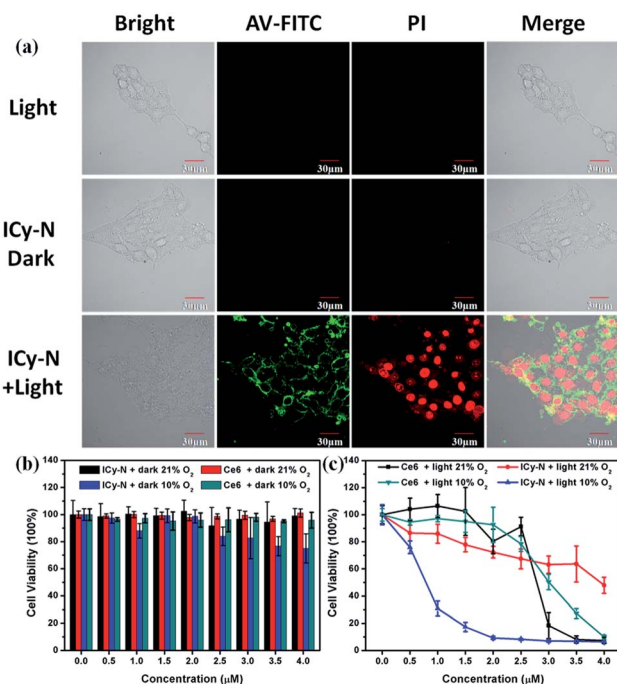 Bright AV-FITC PI Merge
(a)
Light
30μm 30μm 30μm 30μm
ICy-N
Dark
30μm 30μm 30μm 30μm
ICy-N
+Light
30μm 30μm 30μm 30μm
(b)
ICy-N + dark 21% O2 Ce6 + dark 21% O2
ICy-N + dark 10% O2 Ce6 + dark 10% O2
Cell Viability (100%)
140
120
100
80
60
40
20
0
0.0 0.5 1.0 1.5 2.0 2.5 3.0 3.5 4.0
Concentration (μM)
(c)
Ce6 + light 21% O2 ICy-N + light 21% O2
Ce6 + light 10% O2 ICy-N + light 10% O2
Cell Viability (100%)
140
120
100
80
60
40
20
0
0.0 0.5 1.0 1.5 2.0 2.5 3.0 3.5 4.0
Concentration (μM)